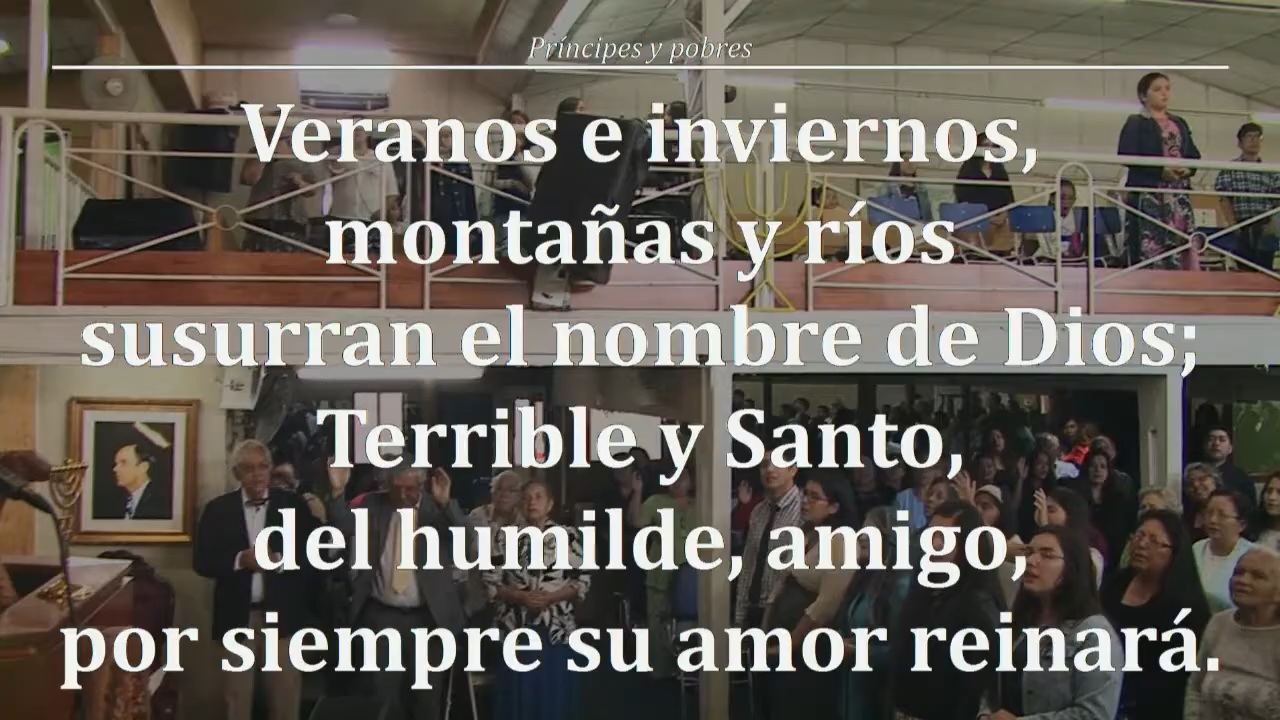 Príncipes y pobres
Veranos e inviernos,
montañas y ríos
susurran el nombre de Dios;
Terrible y Santo,
del humilde, amigo,
por siempre su amor reinará.